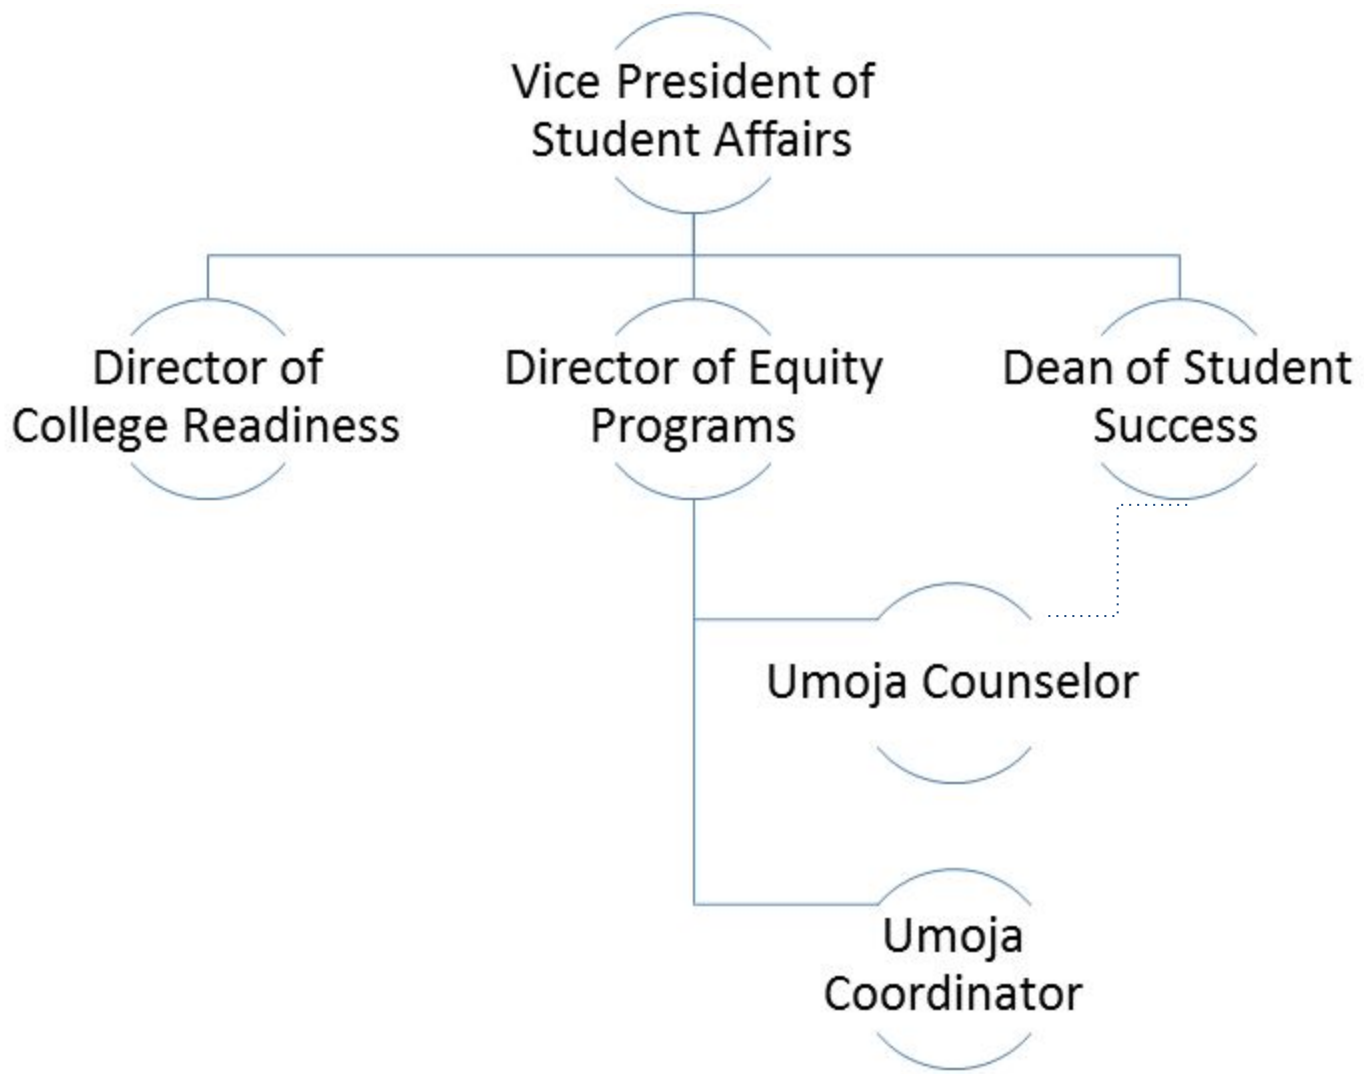 Vice President of
Student Affairs
Director of
College Readiness
Director of Equity
Programs
Dean of Student
Success
Umoja Counselor
Umoja
Coordinator